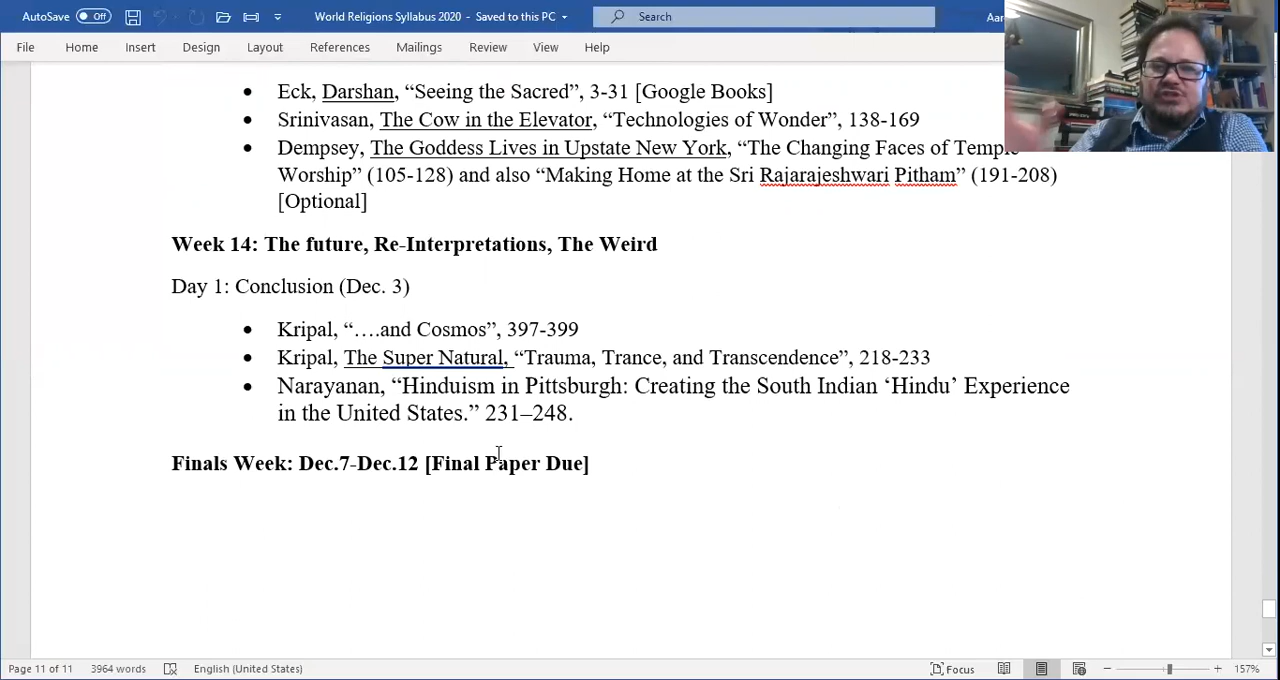 AutoSave Off World Religions Syllabus 2020 - Saved to this PC Search
File Home Insert Design Layout References Mailings Review View Help
• Eck, Darshan, “Seeing the Sacred”, 3-31 [Google Books]
• Srinivasan, The Cow in the Elevator, “Technologies of Wonder”, 138-169
• Dempsey, The Goddess Lives in Upstate New York, “The Changing Faces of Temple
Worship” (105-128) and also “Making Home at the Sri Rajarajeshwari Pitham” (191-208)
[Optional]
Week 14: The future, Re-Interpretations, The Weird
Day 1: Conclusion (Dec. 3)
• Kripal, “….and Cosmos”, 397-399
• Kripal, The Super Natural, “Trauma, Trance, and Transcendence”, 218-233
• Narayanan, “Hinduism in Pittsburgh: Creating the South Indian ‘Hindu’ Experience
in the United States.” 231–248.
Finals Week: Dec.7-Dec.12 [Final Paper Due]
Page 11 of 11 3964 words English (United States) Focus 157%